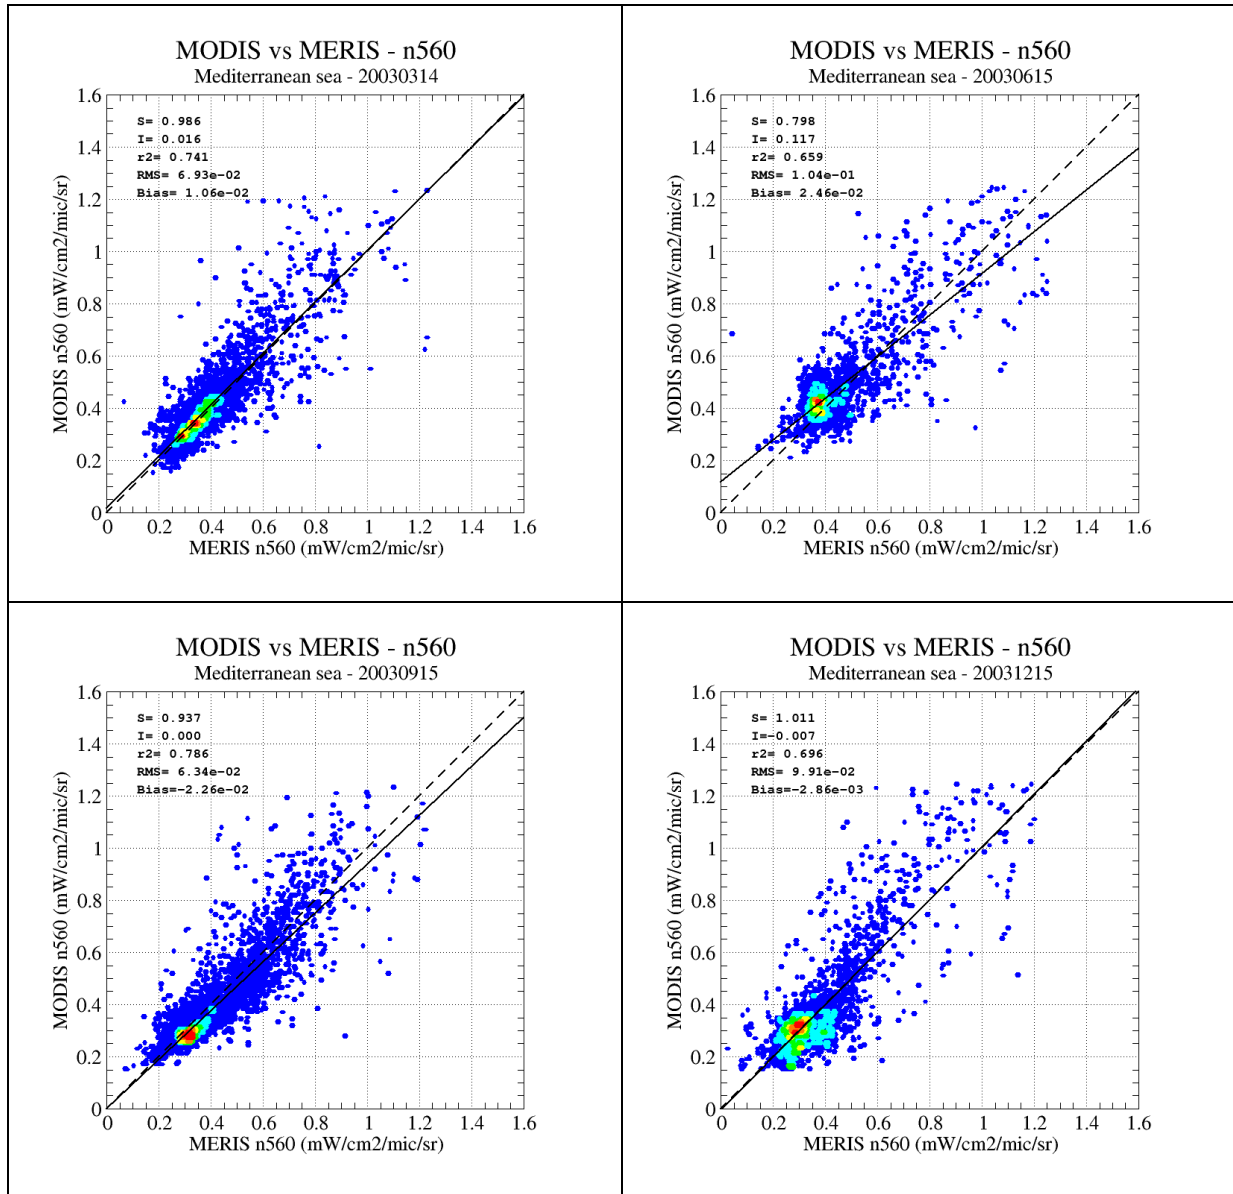 MODIS vs MERIS - n560
Mediterranean sea - 20030314
S= 0.986
I= 0.016
r2= 0.741
RMS= 6.93e-02
Bias= 1.06e-02
MODIS n560 (mW/cm2/mic/sr)
1.6
1.4
1.2
1
0.8
0.6
0.4
0.2
0
0 0.2 0.4 0.6 0.8 1 1.2 1.4 1.6
MERIS n560 (mW/cm2/mic/sr)
MODIS vs MERIS - n560
Mediterranean sea - 20030615
S= 0.798
I= 0.117
r2= 0.659
RMS= 1.04e-01
Bias= 2.46e-02
MODIS n560 (mW/cm2/mic/sr)
1.6
1.4
1.2
1
0.8
0.6
0.4
0.2
0
0 0.2 0.4 0.6 0.8 1 1.2 1.4 1.6
MERIS n560 (mW/cm2/mic/sr)
MODIS vs MERIS - n560
Mediterranean sea - 20030915
S= 0.937
I= 0.000
r2= 0.786
RMS= 6.34e-02
Bias=-2.26e-02
MODIS n560 (mW/cm2/mic/sr)
1.6
1.4
1.2
1
0.8
0.6
0.4
0.2
0
0 0.2 0.4 0.6 0.8 1 1.2 1.4 1.6
MERIS n560 (mW/cm2/mic/sr)
MODIS vs MERIS - n560
Mediterranean sea - 20031215
S= 1.011
I=-0.007
r2= 0.696
RMS= 9.91e-02
Bias=-2.86e-03
MODIS n560 (mW/cm2/mic/sr)
1.6
1.4
1.2
1
0.8
0.6
0.4
0.2
0
0 0.2 0.4 0.6 0.8 1 1.2 1.4 1.6
MERIS n560 (mW/cm2/mic/sr)